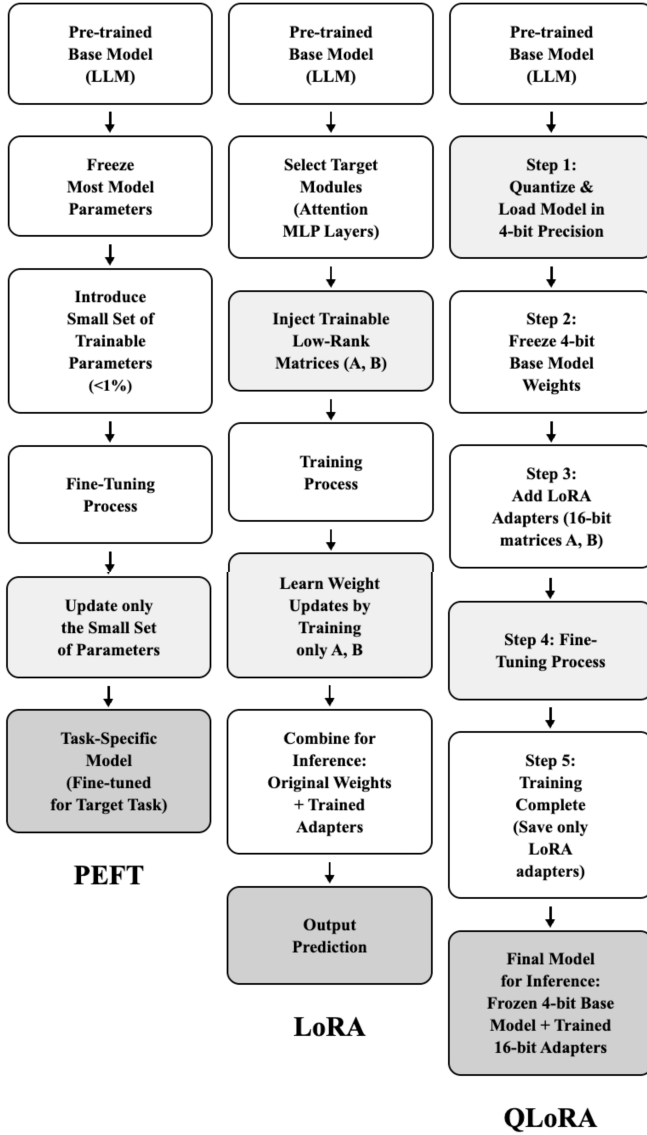 Pre-trained
Base Model
(LLM)
Freeze
Most Model
Parameters
Introduce
Small Set of
Trainable
Parameters
(<1%)
Fine-Tuning
Process
Update only
the Small Set
of Parameters
Task-Specific
Model
(Fine-tuned
for Target Task)
PEFT
Pre-trained
Base Model
(LLM)
Select Target
Modules
(Attention
MLP Layers)
Inject Trainable
Low-Rank
Matrices (A, B)
Training
Process
Learn Weight
Updates by
Training
only A, B
Combine for
Inference:
Original Weights
+ Trained
Adapters
Output
Prediction
LoRA
Pre-trained
Base Model
(LLM)
Step 1:
Quantize &
Load Model in
4-bit Precision
Step 2:
Freeze 4-bit
Base Model
Weights
Step 3:
Add LoRA
Adapters (16-bit
matrices A, B)
Step 4: Fine-
Tuning Process
Step 5:
Training
Complete
(Save only
LoRA
adapters)
Final Model
for Inference:
Frozen 4-bit Base
Model + Trained
16-bit Adapters
QLoRA